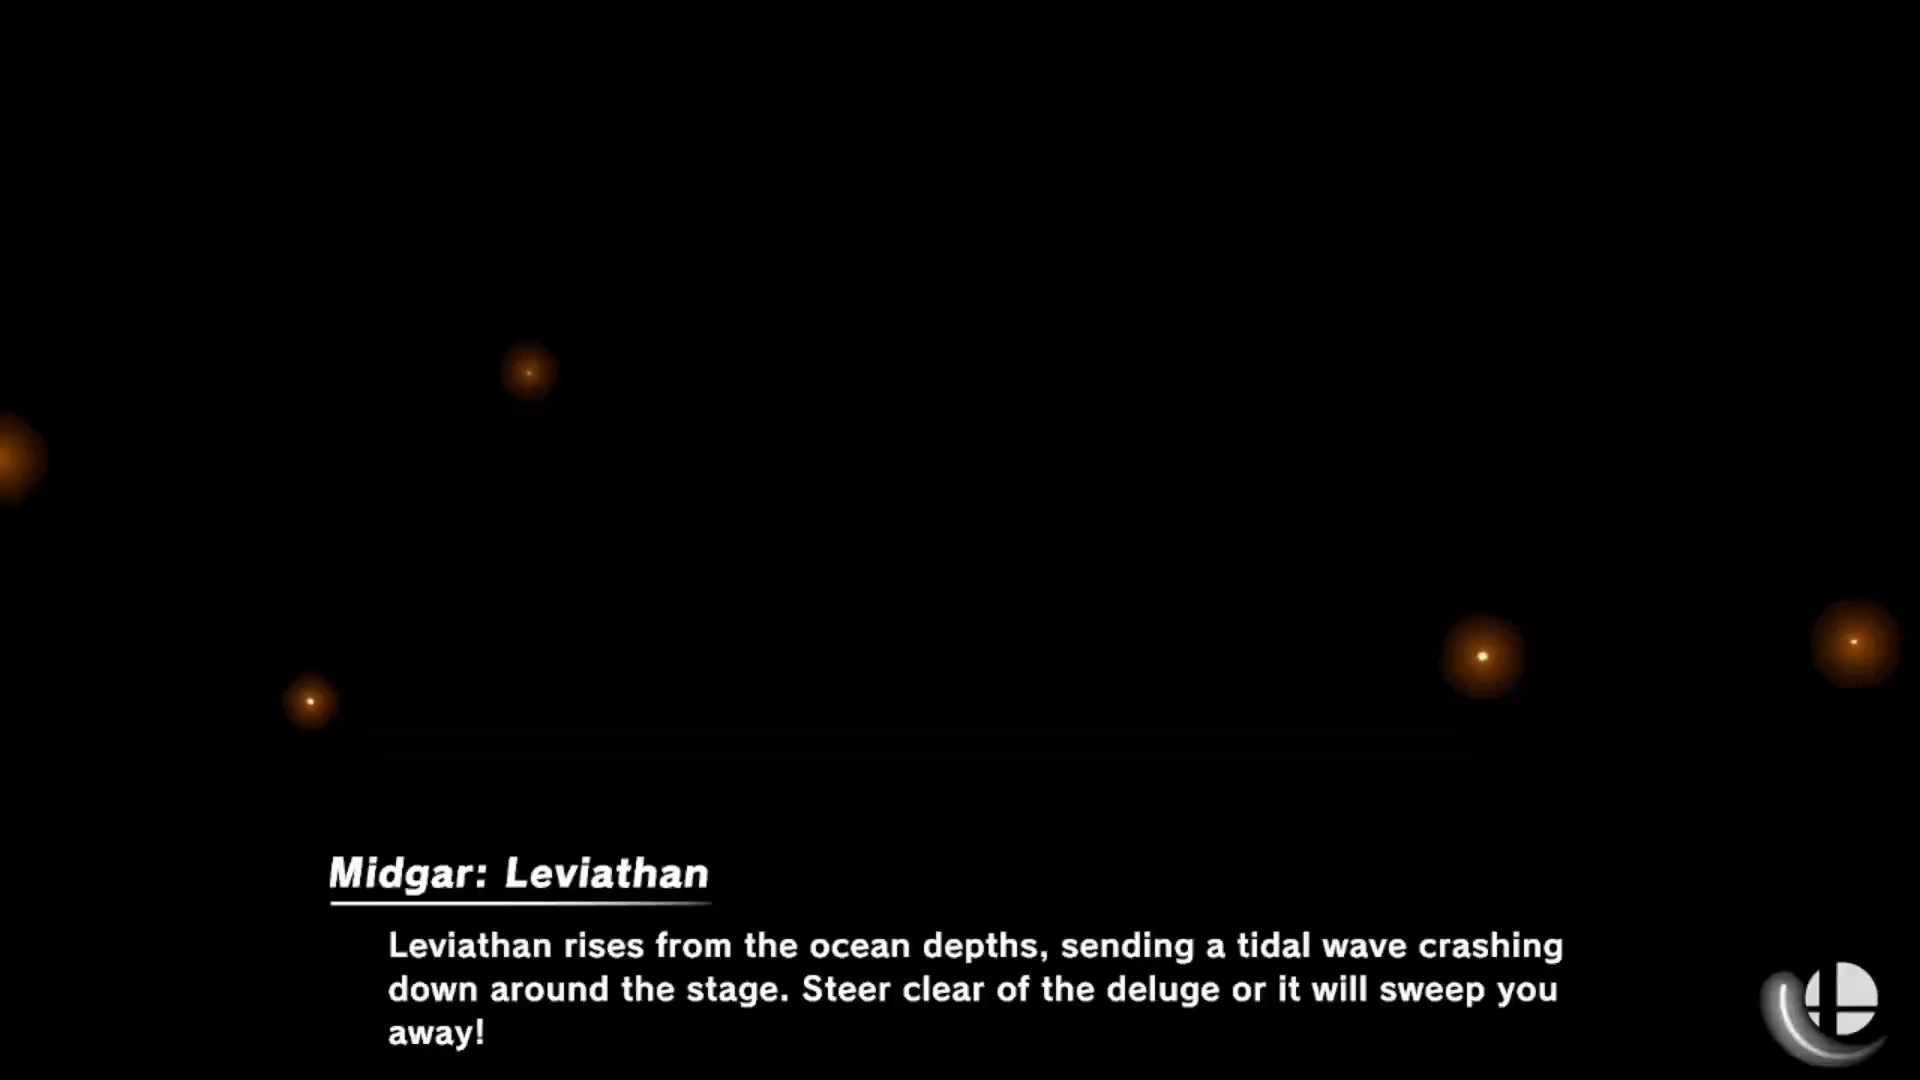 Midgar: Leviathan
Leviathan rises from the ocean depths, sending a tidal wave crashing
down around the stage. Steer clear of the deluge or it will sweep you
away!